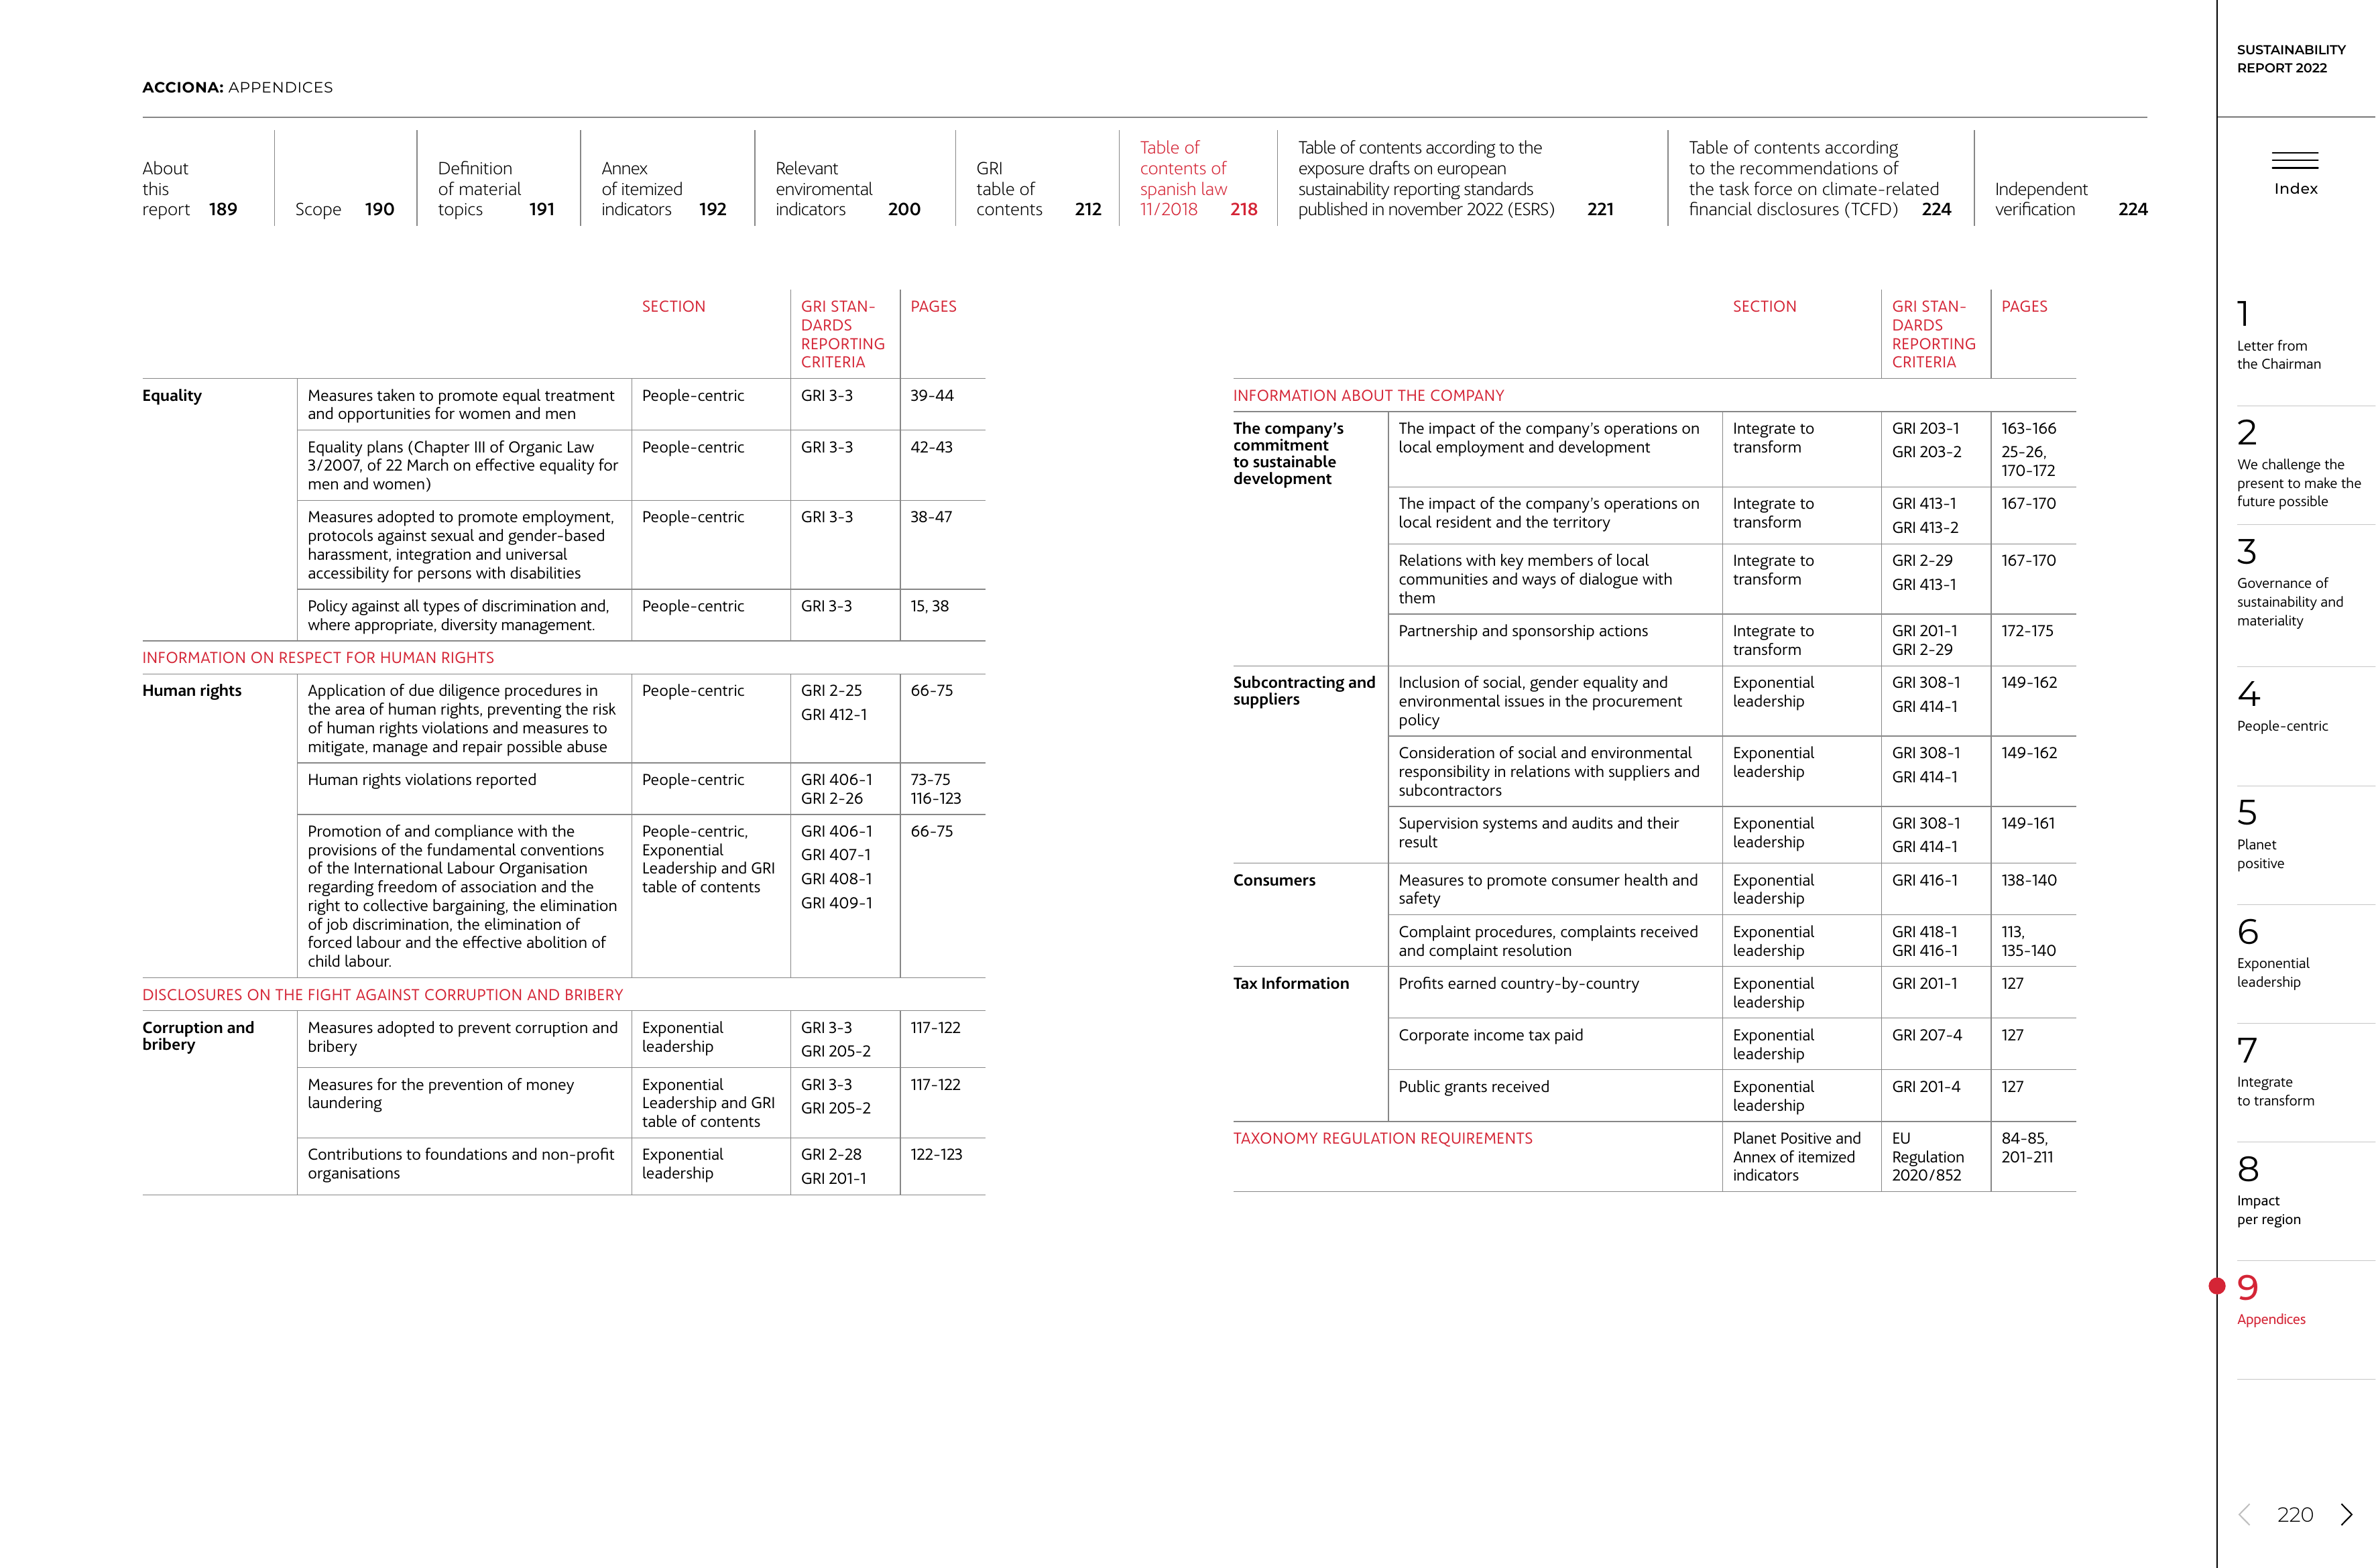 ACCIONA: APPENDICES
About
this
report 189
Scope 190
Definition
of material
topics 191
Annex
of itemized
indicators 192
Relevant
enviromental
indicators 200
GRI
table of
contents 212
Table of
contents of
spanish law
11/2018 218
Table of contents according to the
exposure drafts on european
sustainability reporting standards
published in november 2022 (ESRS) 221
Table of contents according
to the recommendations of
the task force on climate-related
financial disclosures (TCFD) 224
Independent
verification 224
SECTION
GRI STAN-
DARDS
REPORTING
CRITERIA
PAGES
Equality
Measures taken to promote equal treatment
and opportunities for women and men
People-centric
GRI 3-3
39-44
Equality plans (Chapter III of Organic Law
3/2007, of 22 March on effective equality for
men and women)
People-centric
GRI 3-3
42-43
Measures adopted to promote employment,
protocols against sexual and gender-based
harassment, integration and universal
accessibility for persons with disabilities
People-centric
GRI 3-3
38-47
Policy against all types of discrimination and,
where appropriate, diversity management.
People-centric
GRI 3-3
15, 38
INFORMATION ON RESPECT FOR HUMAN RIGHTS
Human rights
Application of due diligence procedures in
the area of human rights, preventing the risk
of human rights violations and measures to
mitigate, manage and repair possible abuse
People-centric
GRI 2-25
GRI 412-1
66-75
Human rights violations reported
People-centric
GRI 406-1
GRI 2-26
73-75
116-123
Promotion of and compliance with the
provisions of the fundamental conventions
of the International Labour Organisation
regarding freedom of association and the
right to collective bargaining, the elimination
of job discrimination, the elimination of
forced labour and the effective abolition of
child labour.
People-centric,
Exponential
Leadership and GRI
table of contents
GRI 406-1
GRI 407-1
GRI 408-1
GRI 409-1
66-75
DISCLOSURES ON THE FIGHT AGAINST CORRUPTION AND BRIBERY
Corruption and
bribery
Measures adopted to prevent corruption and
bribery
Exponential
leadership
GRI 3-3
GRI 205-2
117-122
Measures for the prevention of money
laundering
Exponential
Leadership and GRI
table of contents
GRI 3-3
GRI 205-2
117-122
Contributions to foundations and non-profit
organisations
Exponential
leadership
GRI 2-28
GRI 201-1
122-123
SECTION
GRI STAN-
DARDS
REPORTING
CRITERIA
PAGES
INFORMATION ABOUT THE COMPANY
The company's
commitment
to sustainable
development
The impact of the company's operations on
local employment and development
Integrate to
transform
GRI 203-1
GRI 203-2
163-166
25-26,
170-172
The impact of the company's operations on
local resident and the territory
Integrate to
transform
GRI 413-1
GRI 413-2
167-170
Relations with key members of local
communities and ways of dialogue with
them
Integrate to
transform
GRI 2-29
GRI 413-1
167-170
Partnership and sponsorship actions
Integrate to
transform
GRI 201-1
GRI 2-29
172-175
Subcontracting and
suppliers
Inclusion of social, gender equality and
environmental issues in the procurement
policy
Exponential
leadership
GRI 308-1
GRI 414-1
149-162
Consideration of social and environmental
responsibility in relations with suppliers and
subcontractors
Exponential
leadership
GRI 308-1
GRI 414-1
149-162
Supervision systems and audits and their
result
Exponential
leadership
GRI 308-1
GRI 414-1
149-161
Consumers
Measures to promote consumer health and
safety
Exponential
leadership
GRI 416-1
138-140
Complaint procedures, complaints received
and complaint resolution
Exponential
leadership
GRI 418-1
GRI 416-1
113,
135-140
Tax Information
Profits earned country-by-country
Exponential
leadership
GRI 201-1
127
Corporate income tax paid
Exponential
leadership
GRI 207-4
127
Public grants received
Exponential
leadership
GRI 201-4
127
TAXONOMY REGULATION REQUIREMENTS
Planet Positive and
Annex of itemized
indicators
EU
Regulation
2020/852
84-85,
201-211
SUSTAINABILITY
REPORT 2022
Index
1
Letter from
the Chairman
2
We challenge the
present to make the
future possible
3
Governance of
sustainability and
materiality
4
People-centric
5
Planet
positive
6
Exponential
leadership
7
Integrate
to transform
8
Impact
per region
9
Appendices
220